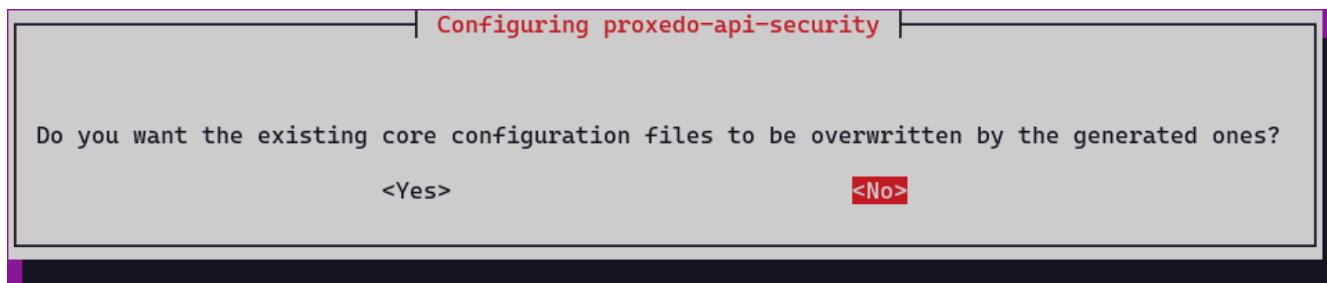 Configuring proxedo-api-security
Do you want the existing core configuration files to be overwritten by the generated ones?
<Yes> <No>